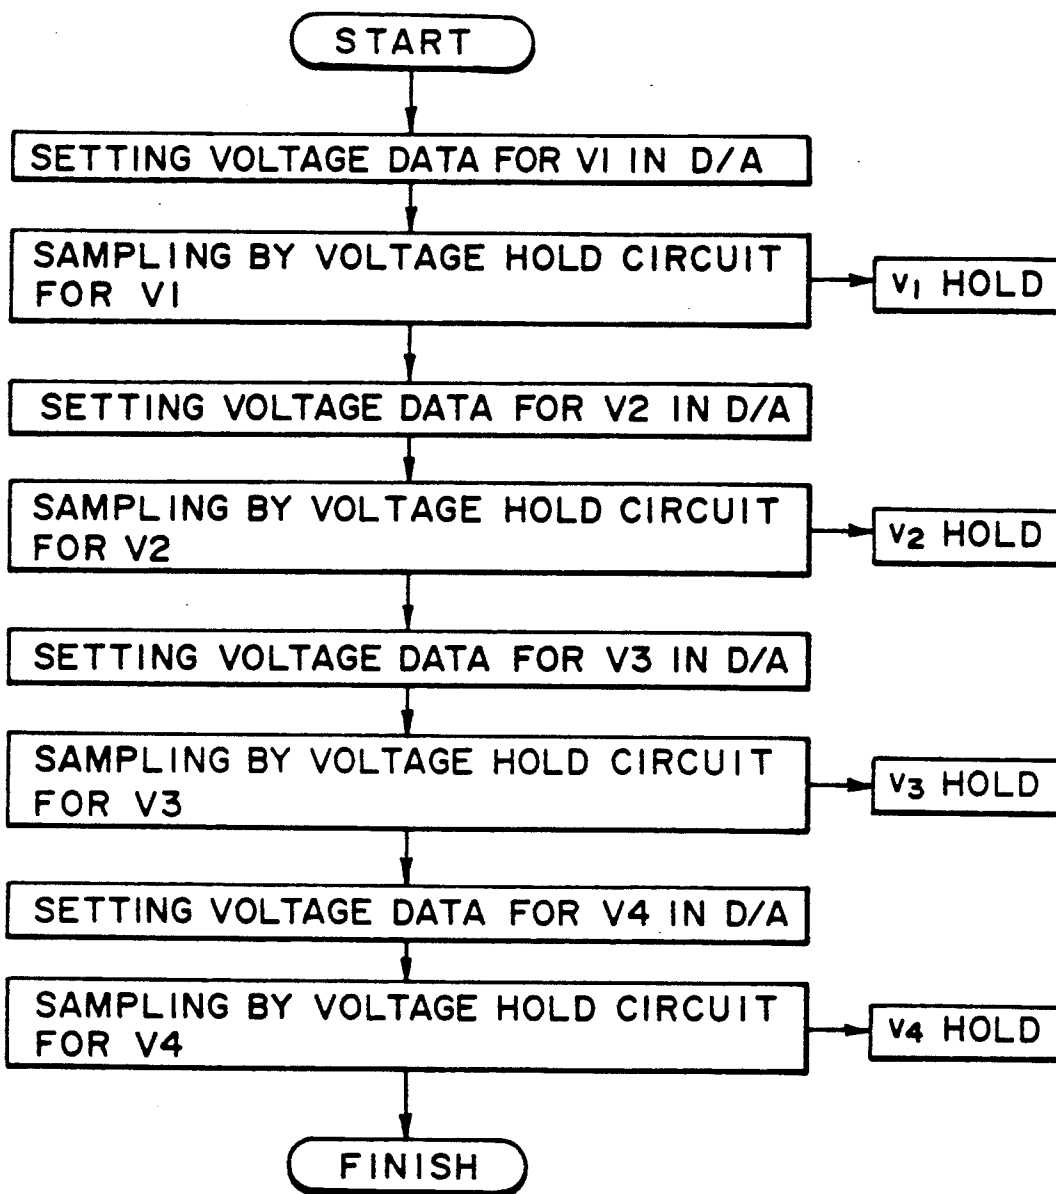 START
SETTING VOLTAGE DATA FOR V1 IN D/A
SAMPLING BY VOLTAGE HOLD CIRCUIT
FOR V1
V1 HOLD
SETTING VOLTAGE DATA FOR V2 IN D/A
SAMPLING BY VOLTAGE HOLD CIRCUIT
FOR V2
V2 HOLD
SETTING VOLTAGE DATA FOR V3 IN D/A
SAMPLING BY VOLTAGE HOLD CIRCUIT
FOR V3
V3 HOLD
SETTING VOLTAGE DATA FOR V4 IN D/A
SAMPLING BY VOLTAGE HOLD CIRCUIT
FOR V4
V4 HOLD
FINISH